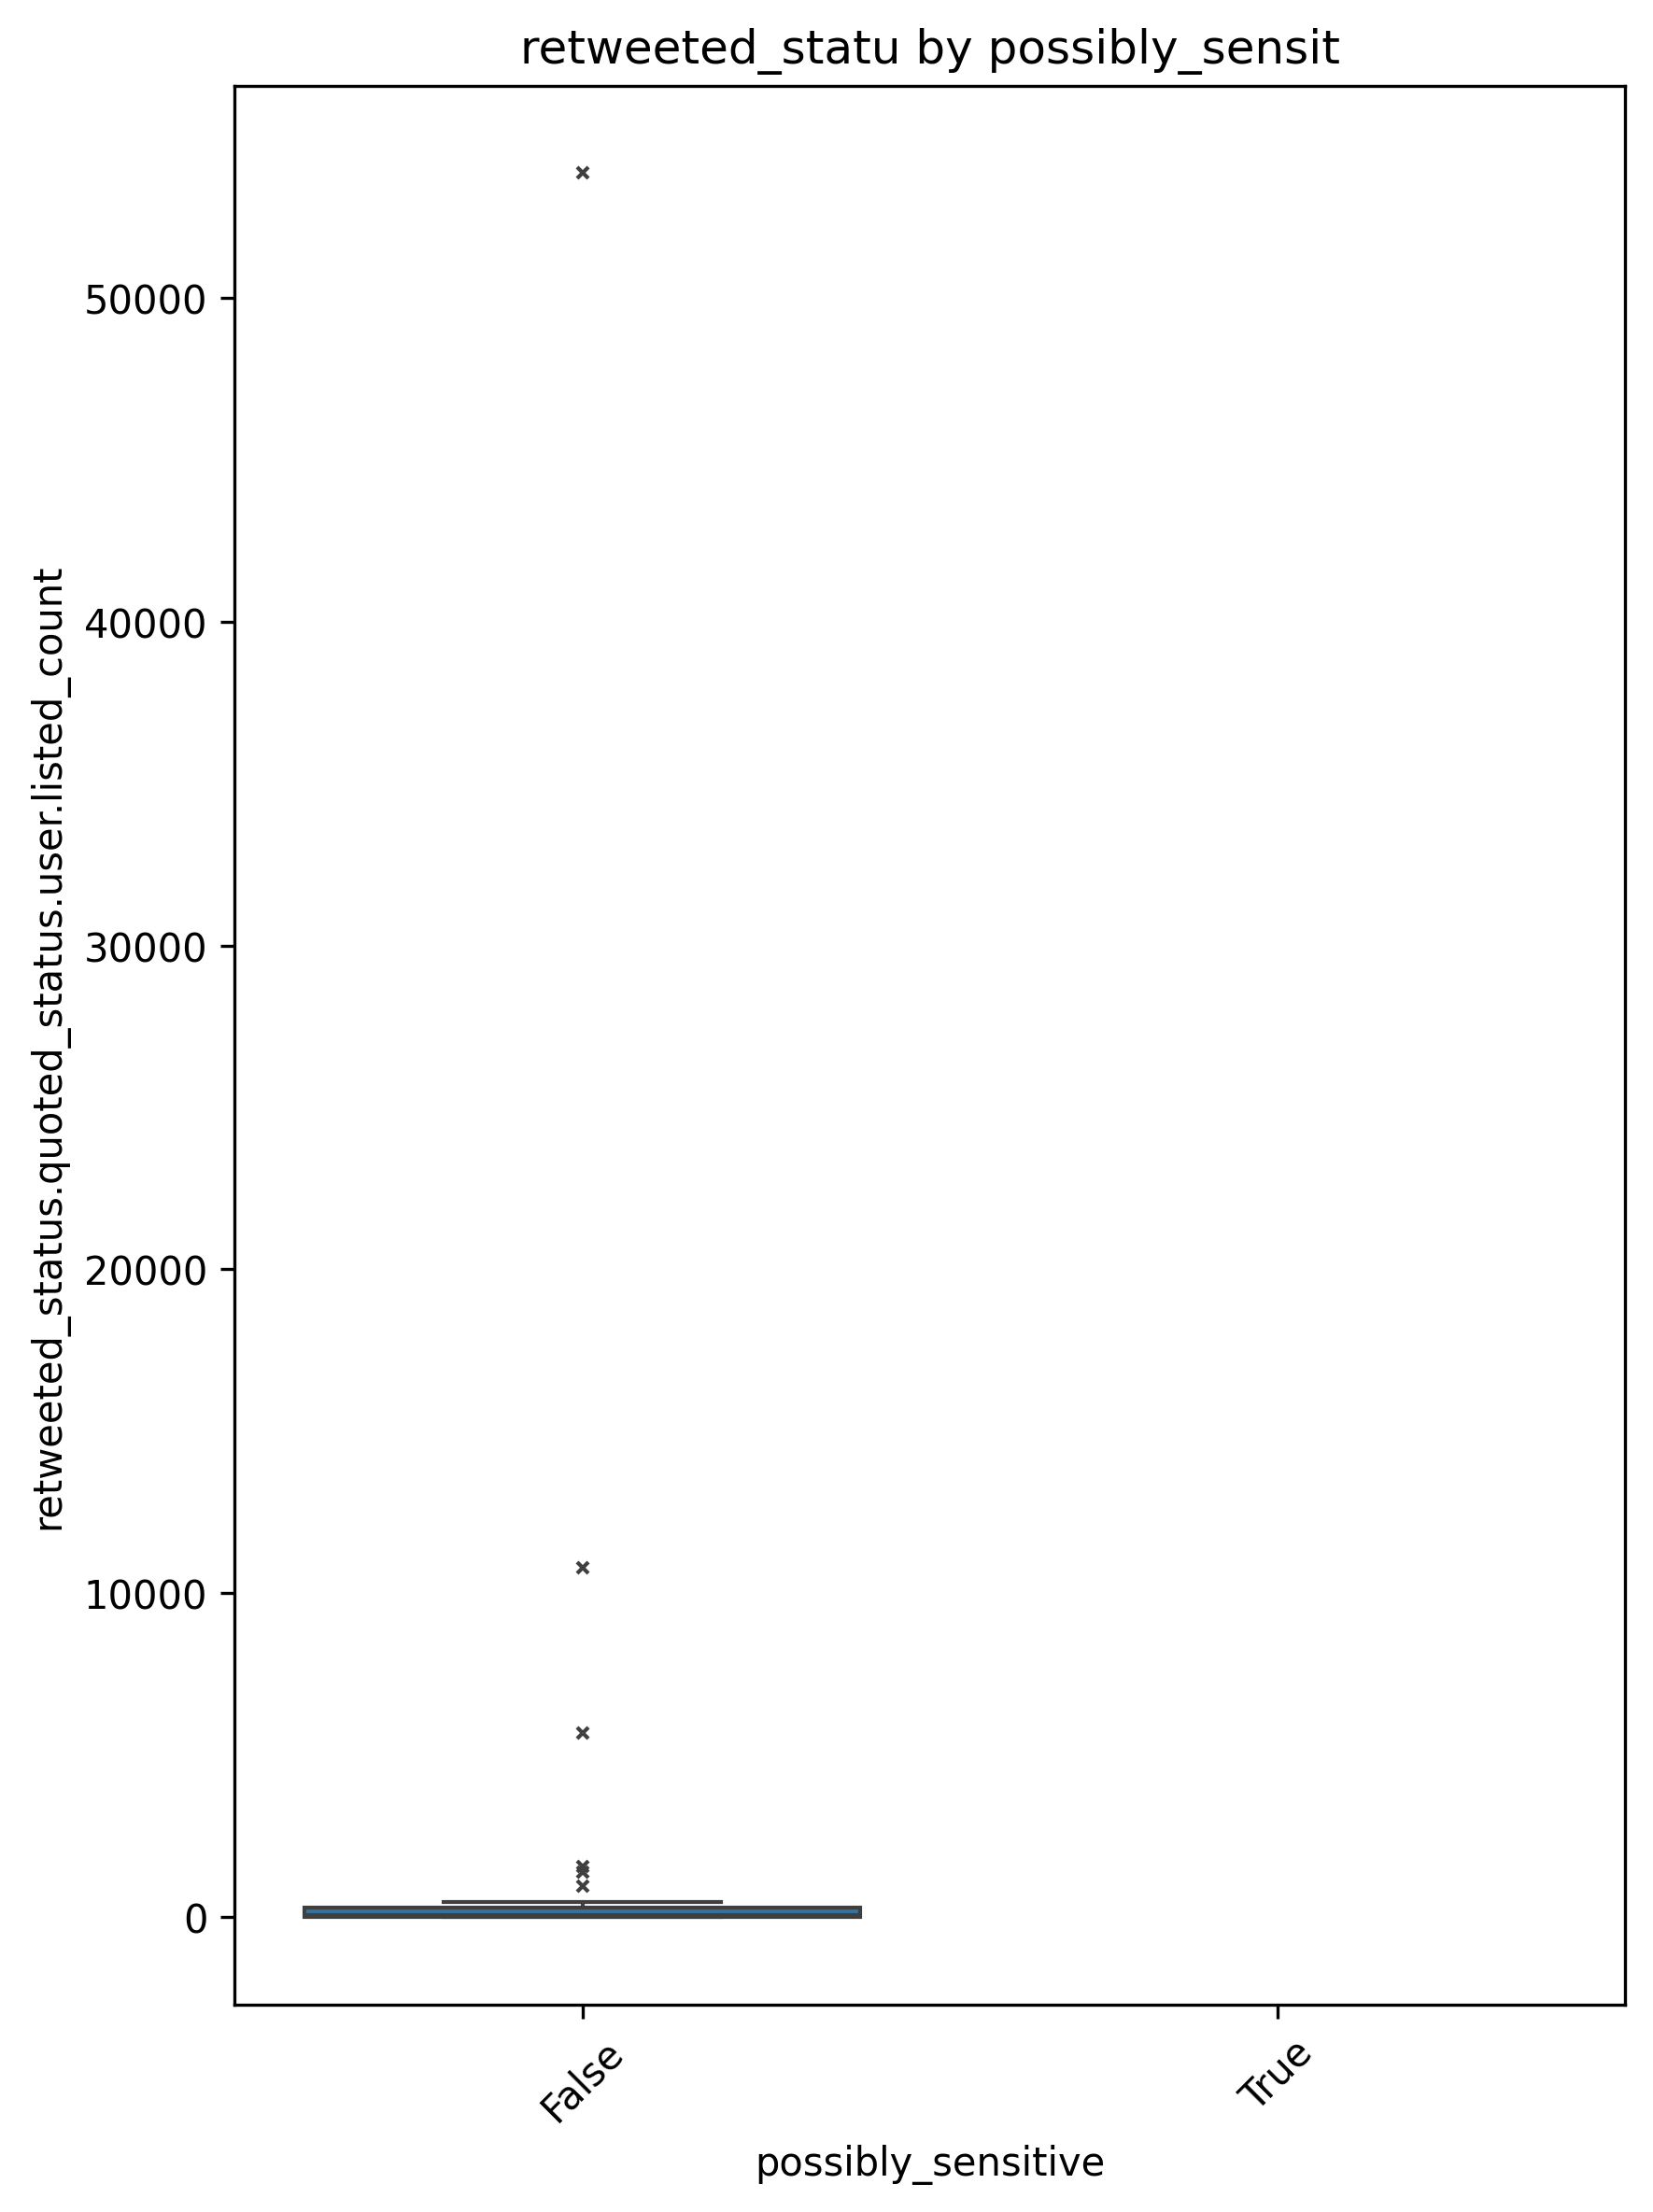 retweeted_statu by possibly_sensit
retweeted_status.quoted_status.user.listed_count
50000
40000
30000
20000
10000
0
False
True
possibly_sensitive